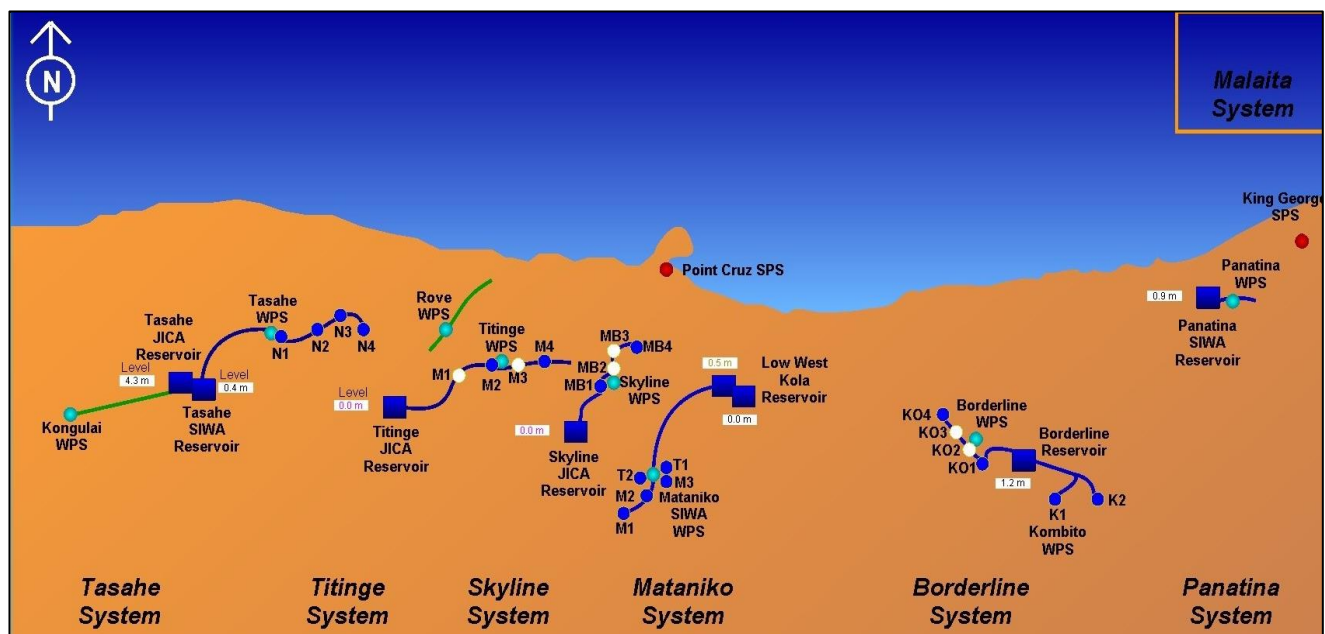 N
Malaita
System
King George
SPS
Point Cruz SPS
Panatina
WPS
0.9 m
Panatina
SIWA
Reservoir
Rove
WPS
Tasahe
WPS
N1
N2
N3
N4
Tasahe
JICA
Reservoir
Level
4.3 m
Level
0.4 m
Tasahe
SIWA
Reservoir
Kongulai
WPS
Titinge
WPS
M1
M2
M3
M4
Level
0.0 m
Titinge
JICA
Reservoir
MB3
MB4
MB2
MB1
Skyline
WPS
0.0 m
Skyline
JICA
Reservoir
0.5 m
Low West
Kola
Reservoir
0.0 m
T1
T2
M3
M2
M1
Mataniko
SIWA
WPS
KO4
KO3
KO2
KO1
Borderline
WPS
Borderline
Reservoir
1.2 m
K1
K2
Kombito
WPS
Tasahe
System
Titinge
System
Skyline
System
Mataniko
System
Borderline
System
Panatina
System